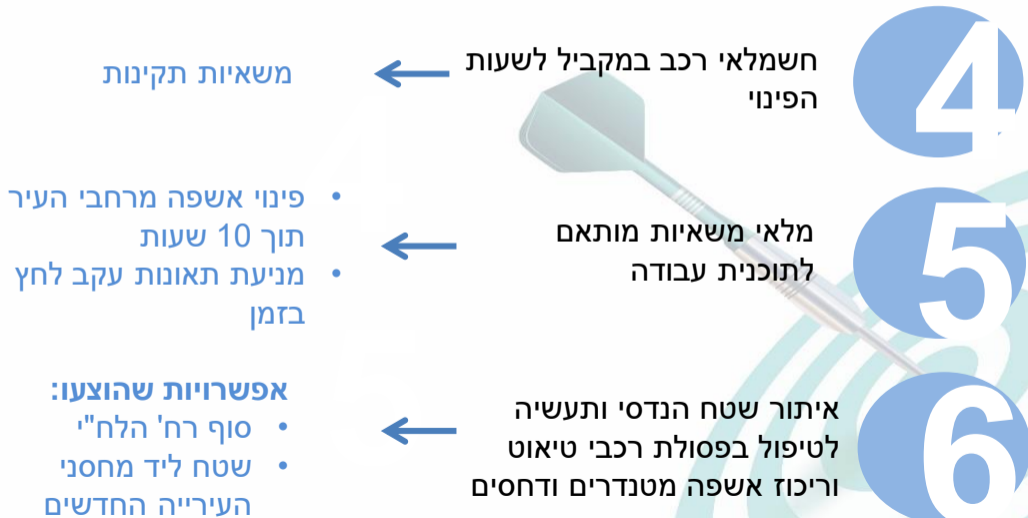 4
חשמלאי רכב במקביל לשעות
הפינוי
משאיות תקינות
5
מלאי משאיות מותאם
לתוכנית עבודה
• פינוי אשפה מרחבי העיר
תוך 10 שעות
• מניעת תאונות עקב לחץ
בזמן
6
איתור שטח הנדסי ותעשיה
לטיפול בפסולת רכבי טיאוט
וריכוז אשפה מטנדרים ודחסים
אפשרויות שהוצעו:
• סוף רח' הלח"י
• שטח ליד מחסני
העירייה החדשים